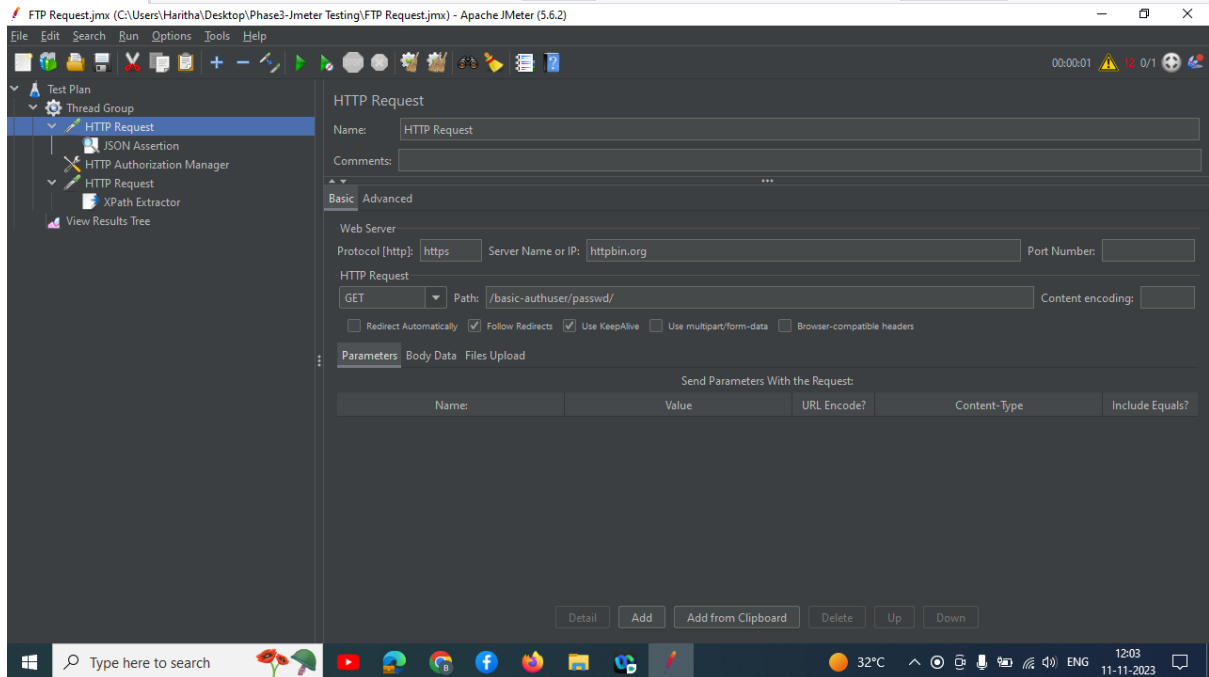 FTP Request.jmx (C:\Users\Haritha\Desktop\Phase3-Jmeter Testing\FTP Request.jmx) - Apache JMeter (5.6.2)
File Edit Search Run Options Tools Help
00:00:01 12 0/1
Test Plan
Thread Group
HTTP Request
JSON Assertion
HTTP Authorization Manager
HTTP Request
XPath Extractor
View Results Tree
HTTP Request
Name: HTTP Request
Comments:
Basic Advanced
Web Server
Protocol [http]: https Server Name or IP: httpbin.org Port Number:
HTTP Request
GET Path: /basic-authuser/passwd/ Content encoding:
Redirect Automatically Follow Redirects Use KeepAlive Use multipart/form-data Browser-compatible headers
Parameters Body Data Files Upload
Send Parameters With the Request:
Name: Value URL Encode? Content-Type Include Equals?
Detail Add Add from Clipboard Delete Up Down
Type here to search 32°C ENG 12:03
11-11-2023